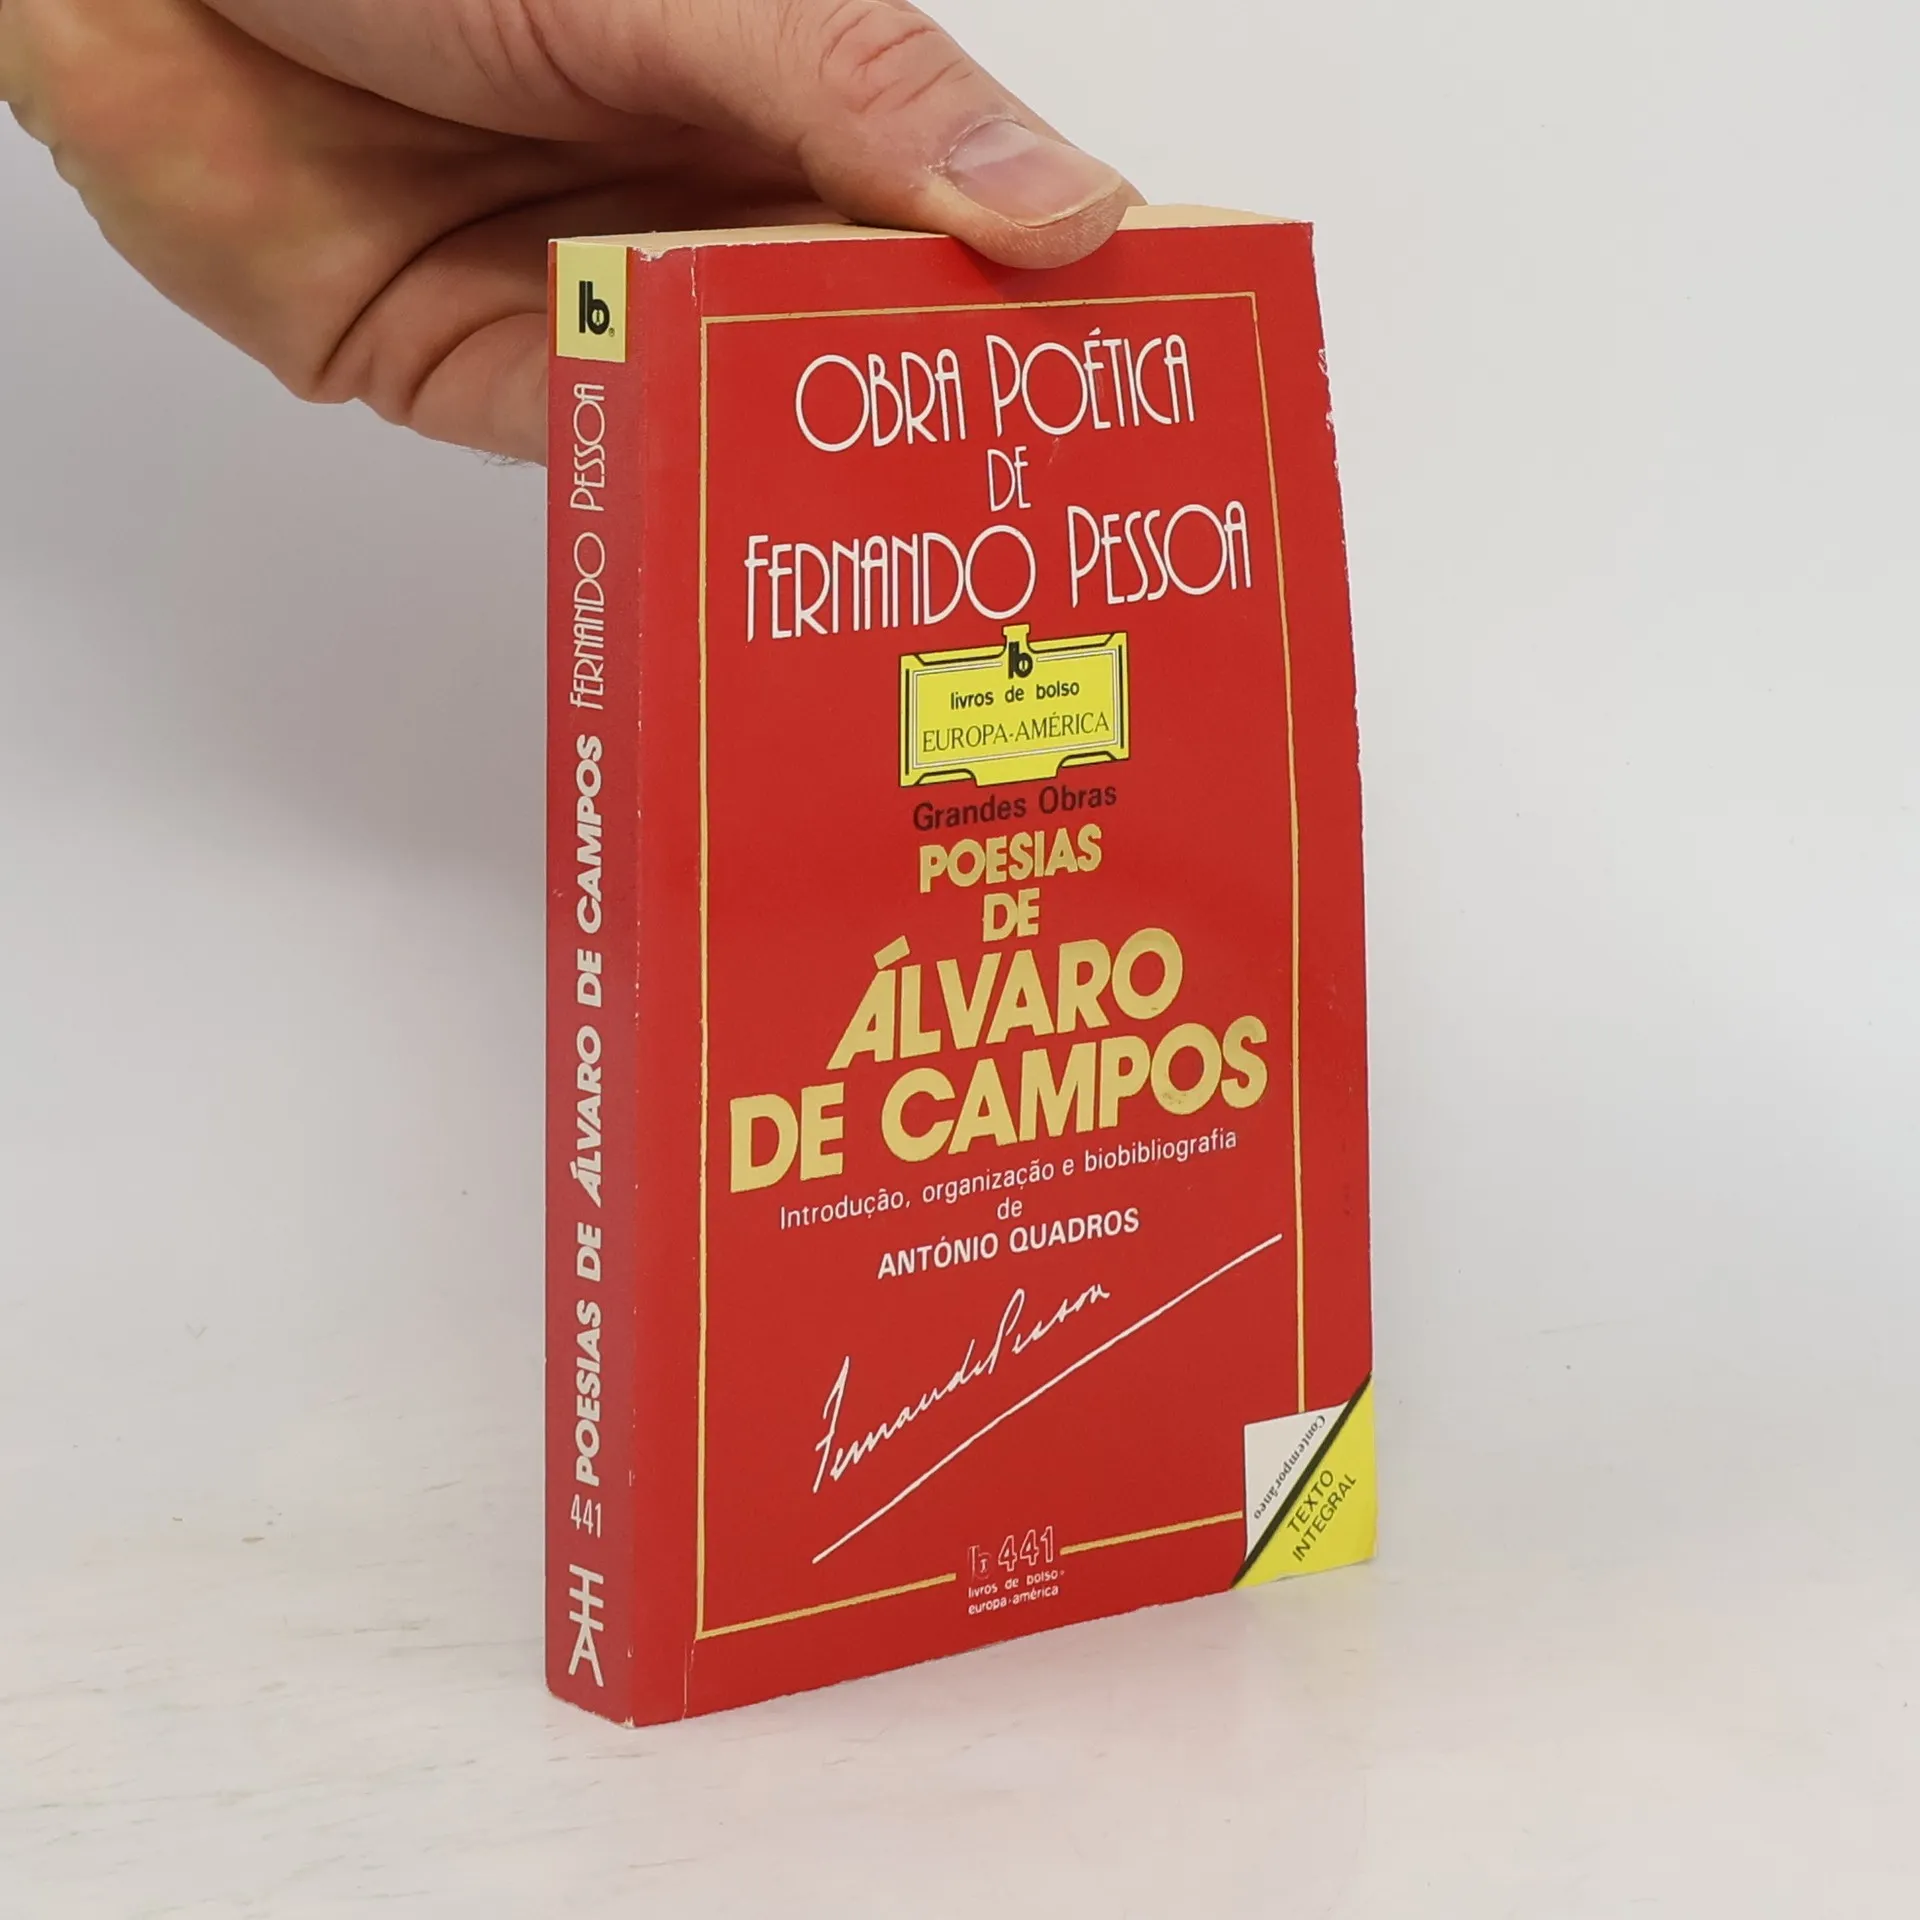 lb
FERNANDO PESSOA
POESIAS DE ÁLVARO DE CAMPOS
441
OBRA POÉTICA
DE
FERNANDO PESSOA
lb
livros de bolso
EUROPA-AMÉRICA
Grandes Obras
POESIAS
DE
ÁLVARO
DE CAMPOS
Introdução, organização e biobibliografia
de
ANTÓNIO QUADROS
Fernando Pessoa
Contemporâneo
TEXTO
INTEGRAL
lb 441
livros de bolso
europa-américa